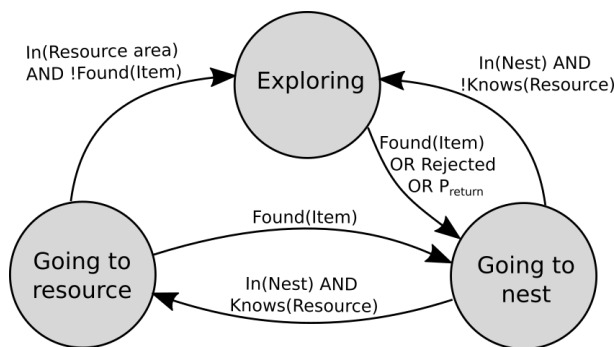 In(Resource area)
AND !Found(Item)
Exploring
In(Nest) AND
!Knows(Resource)
Found(Item)
OR Rejected
OR Preturn
Found(Item)
Going to
resource
In(Nest) AND
Knows(Resource)
Going to
nest